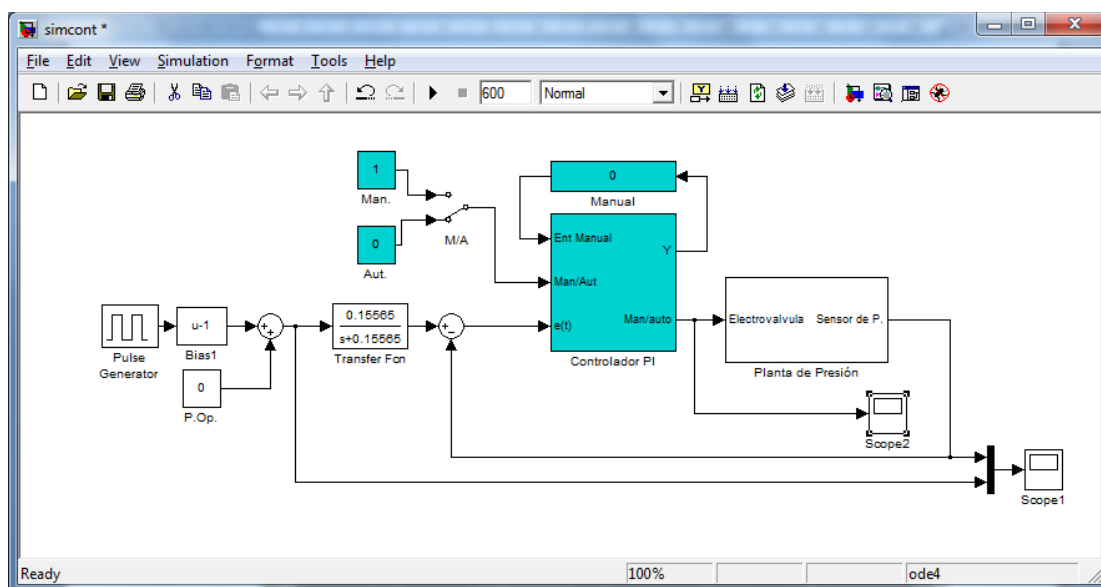 simcont *
File Edit View Simulation Format Tools Help
600 Normal
1
Man.
0
Aut.
M/A
0
Manual
Ent Manual
Y
Man/Aut
e(t)
Man/auto
Controlador PI
Pulse
Generator
u-1
Bias1
0
P.Op.
0.15565
s+0.15565
Transfer Fcn
Electrovalvula Sensor de P.
Planta de Presión
Scope2
Scope1
Ready 100% ode4